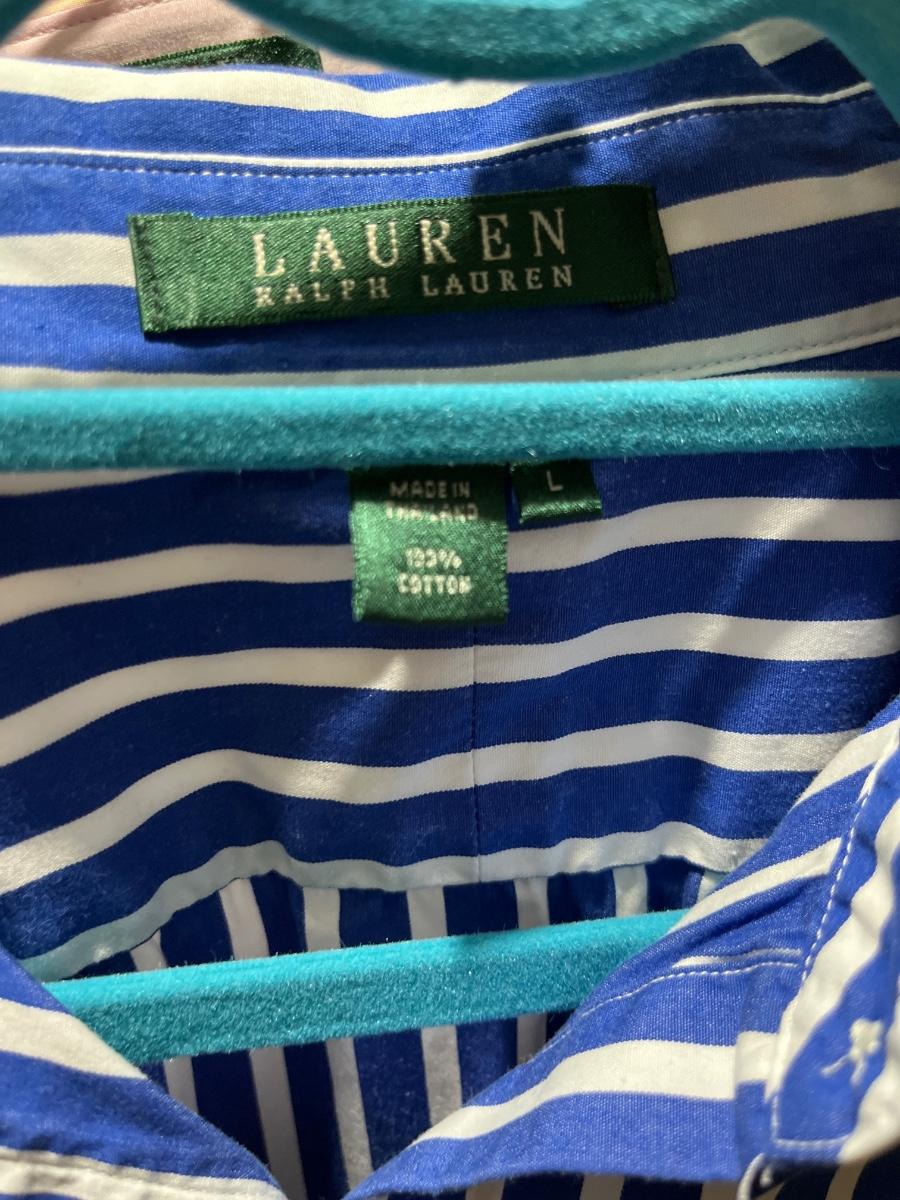 LAUREN
RALPH LAUREN
MADE IN
THAILAND
L
100%
COTTON